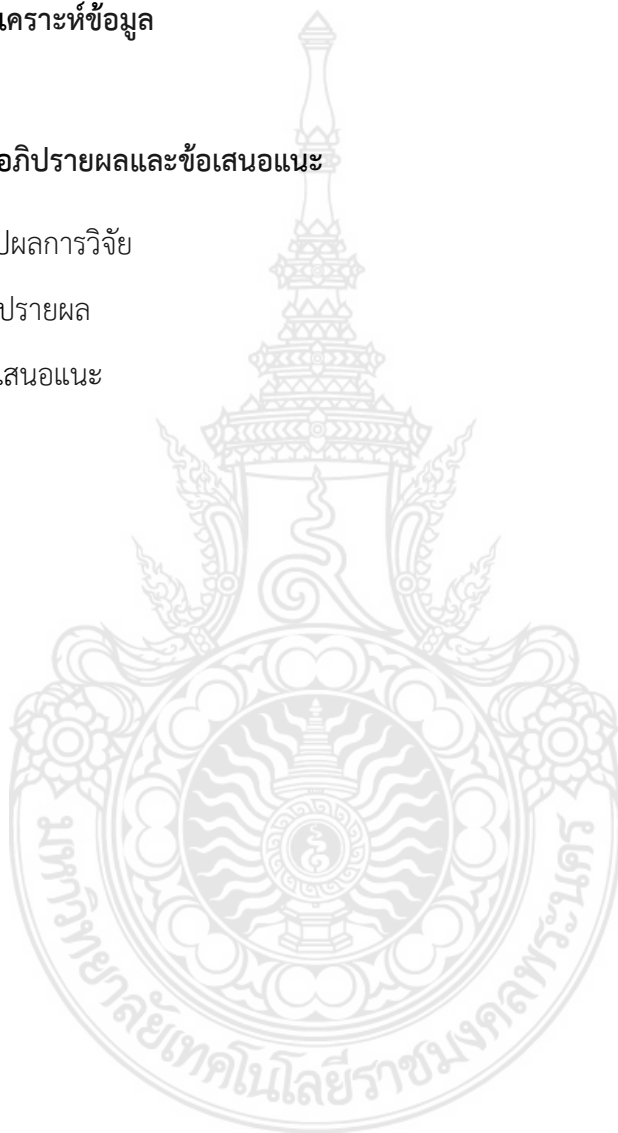 เคราะห์ข้อมูล
อภิปรายผลและข้อเสนอแนะ
ปผลการวิจัย
ปรายผล
เสนอแนะ
มหาวิทยาลัยเทคโนโลยีราชมงคลพระนคร